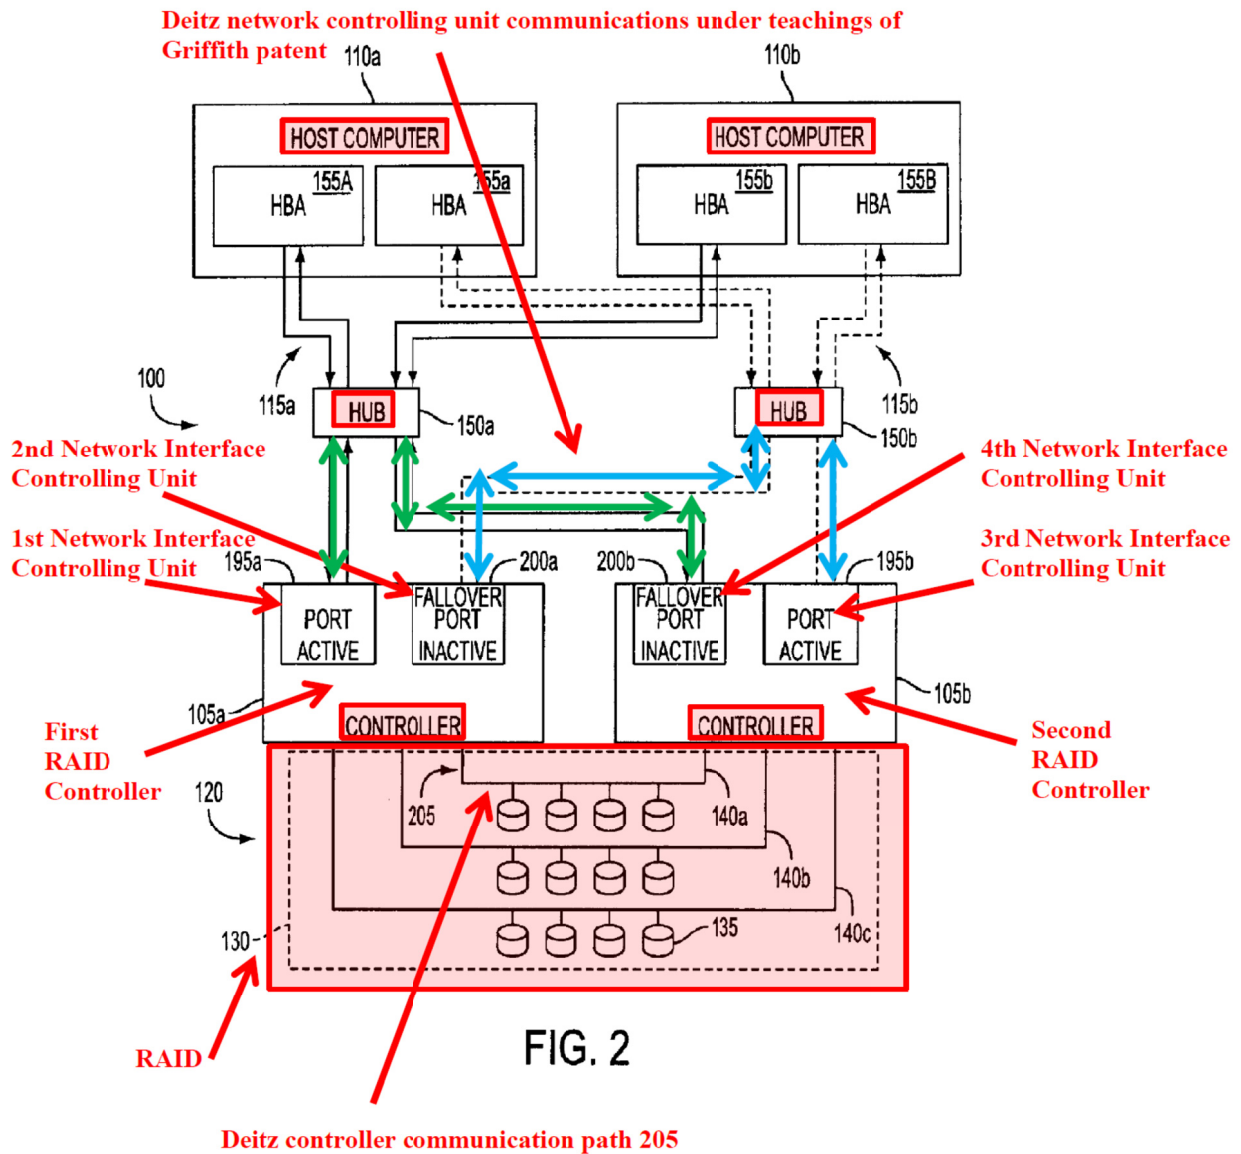 Deitz network controlling unit communications under teachings of
Griffith patent
110a
110b
HOST COMPUTER
HOST COMPUTER
155A
HBA
155a
HBA
155b
HBA
155B
HBA
100
115a
HUB
150a
HUB
115b
150b
2nd Network Interface
Controlling Unit
4th Network Interface
Controlling Unit
1st Network Interface
Controlling Unit
3rd Network Interface
Controlling Unit
195a
200a
200b
195b
PORT
ACTIVE
FALLOVER
PORT
INACTIVE
FALLOVER
PORT
INACTIVE
PORT
ACTIVE
105a
CONTROLLER
CONTROLLER
105b
First
RAID
Controller
Second
RAID
Controller
120
205
140a
140b
130
135
140c
RAID
FIG. 2
Deitz controller communication path 205